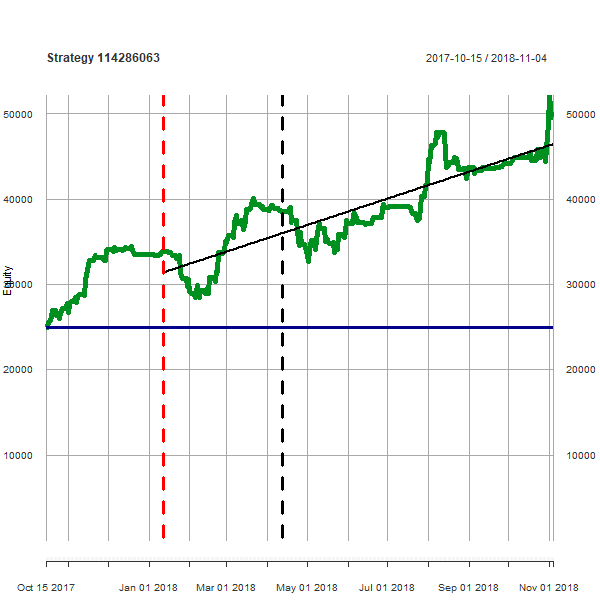 Strategy 114286063
2017-10-15 / 2018-11-04
50000
50000
40000
40000
Equity
30000
30000
20000
20000
10000
10000
Oct 15 2017
Jan 01 2018
Mar 01 2018
May 01 2018
Jul 01 2018
Sep 01 2018
Nov 01 2018